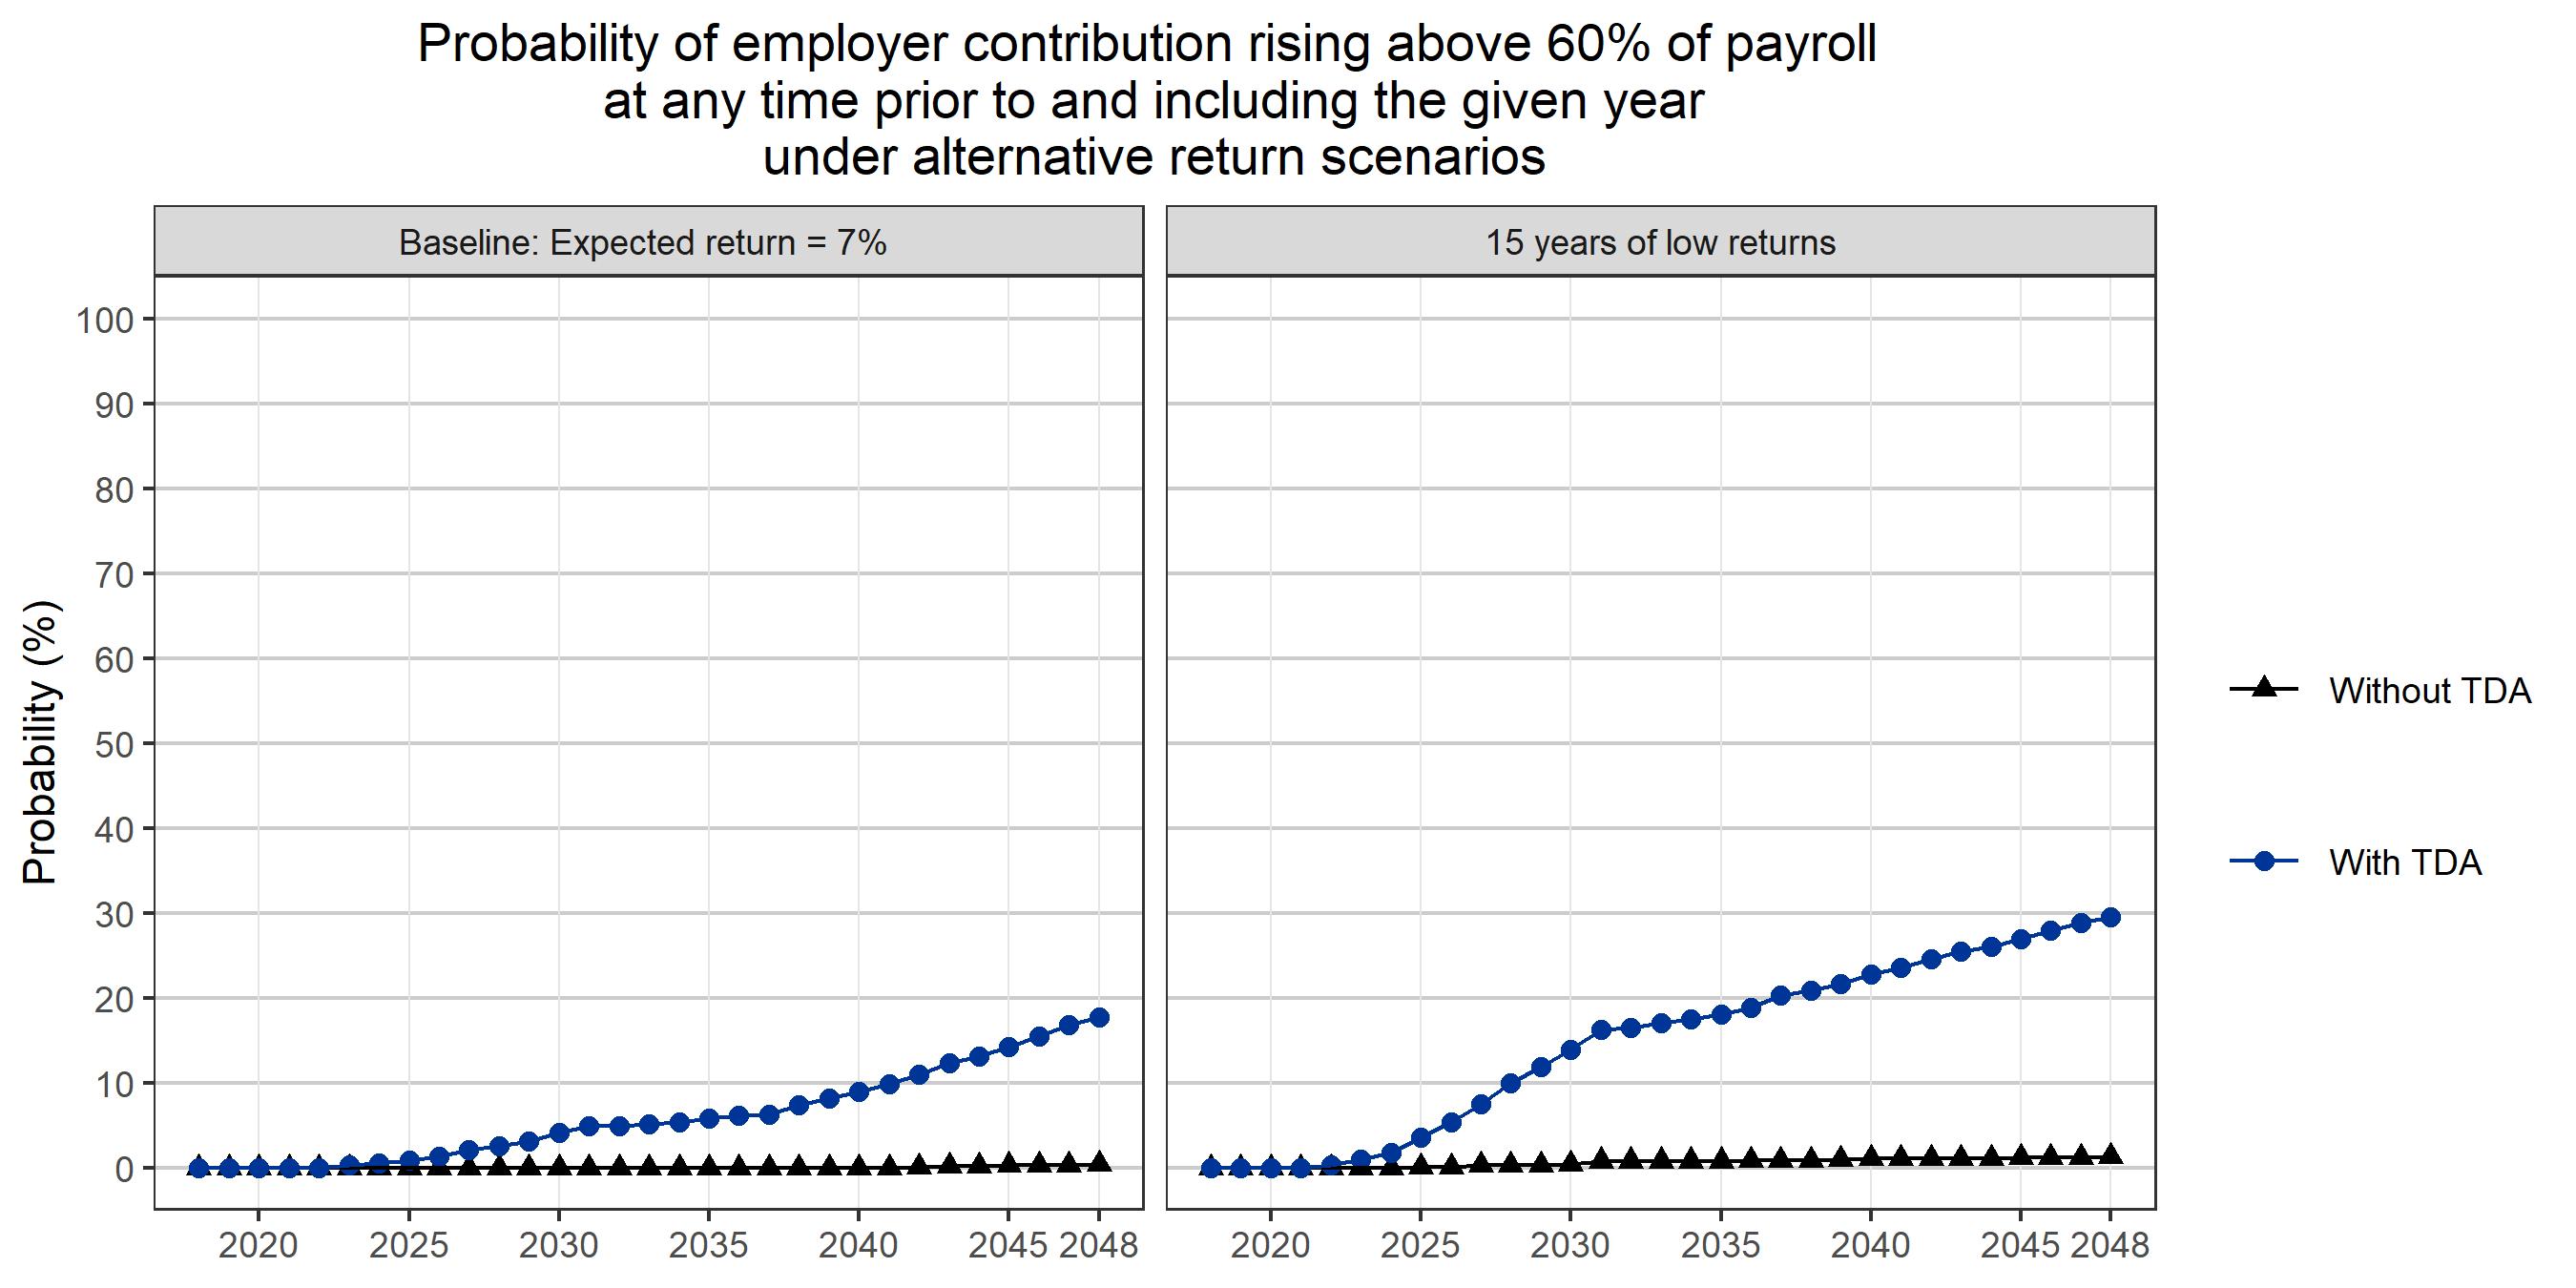 Probability of employer contribution rising above 60% of payroll
at any time prior to and including the given year
under alternative return scenarios
Baseline: Expected return = 7%
15 years of low returns
Probability (%)
100
90
80
70
60
50
40
30
20
10
0
2020 2025 2030 2035 2040 2045 2048
2020 2025 2030 2035 2040 2045 2048
Without TDA
With TDA